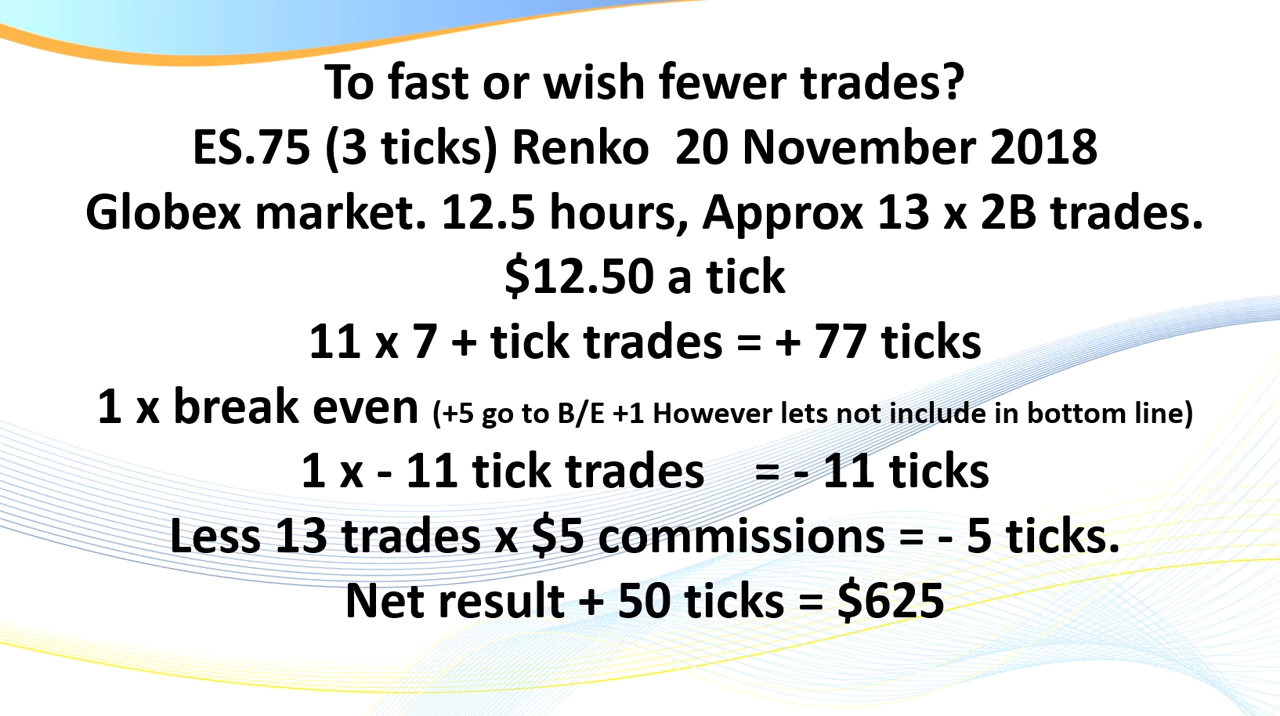 To fast or wish fewer trades?
ES.75 (3 ticks) Renko  20 November 2018
Globex market. 12.5 hours, Approx 13 x 2B trades.
$12.50 a tick
11 x 7 + tick trades = + 77 ticks
1 x break even (+5 go to B/E +1 However lets not include in bottom line)
1 x - 11 tick trades    = - 11 ticks
Less 13 trades x $5 commissions = - 5 ticks.
Net result + 50 ticks = $625